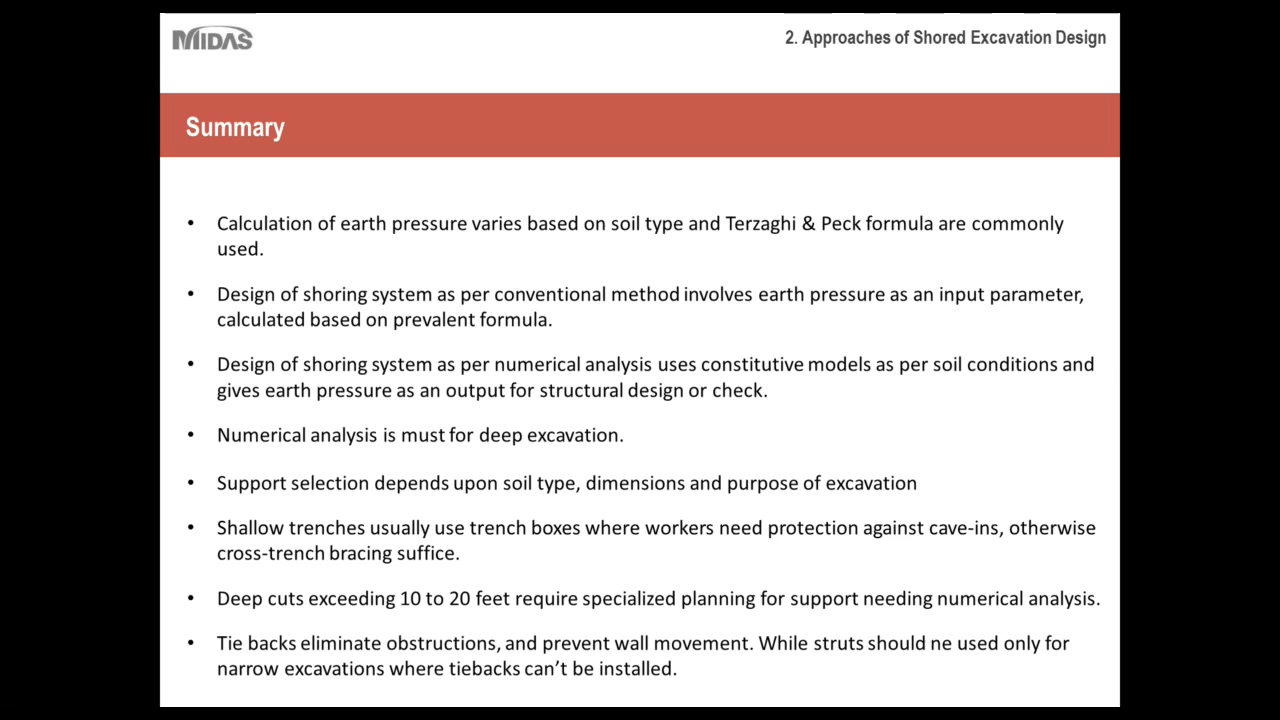 MIDAS
2. Approaches of Shored Excavation Design
Summary
• Calculation of earth pressure varies based on soil type and Terzaghi & Peck formula are commonly
used.
• Design of shoring system as per conventional method involves earth pressure as an input parameter,
calculated based on prevalent formula.
• Design of shoring system as per numerical analysis uses constitutive models as per soil conditions and
gives earth pressure as an output for structural design or check.
• Numerical analysis is must for deep excavation.
• Support selection depends upon soil type, dimensions and purpose of excavation
• Shallow trenches usually use trench boxes where workers need protection against cave-ins, otherwise
cross-trench bracing suffice.
• Deep cuts exceeding 10 to 20 feet require specialized planning for support needing numerical analysis.
• Tie backs eliminate obstructions, and prevent wall movement. While struts should ne used only for
narrow excavations where tiebacks can’t be installed.